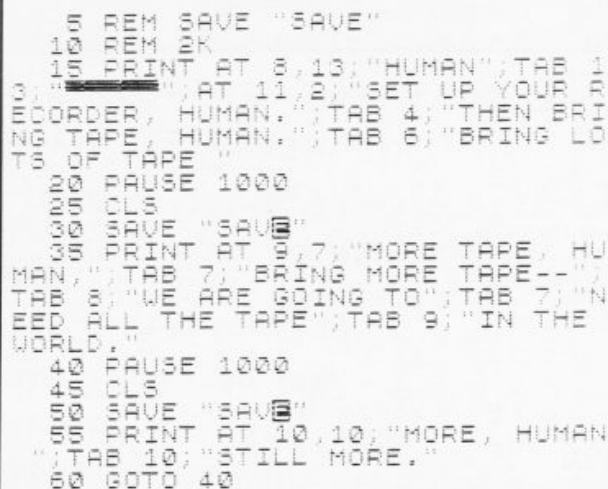 5 REM SAVE "SAVE"
10 REM 2K
15 PRINT AT 8,13;"HUMAN";TAB 1
3;"▀▀▀▀▀";AT 11,2;"SET UP YOUR R
ECORDER, HUMAN.";TAB 4;"THEN BRI
NG TAPE, HUMAN.";TAB 6;"BRING LO
TS OF TAPE "
20 PAUSE 1000
25 CLS
30 SAVE "SAVE"
35 PRINT AT 9,7;"MORE TAPE, HU
MAN,";TAB 7;"BRING MORE TAPE--";
TAB 8;"WE ARE GOING TO";TAB 7;"N
EED ALL THE TAPE";TAB 9;"IN THE
WORLD."
40 PAUSE 1000
45 CLS
50 SAVE "SAVE"
55 PRINT AT 10,10;"MORE, HUMAN
";TAB 10;"STILL MORE."
60 GOTO 40